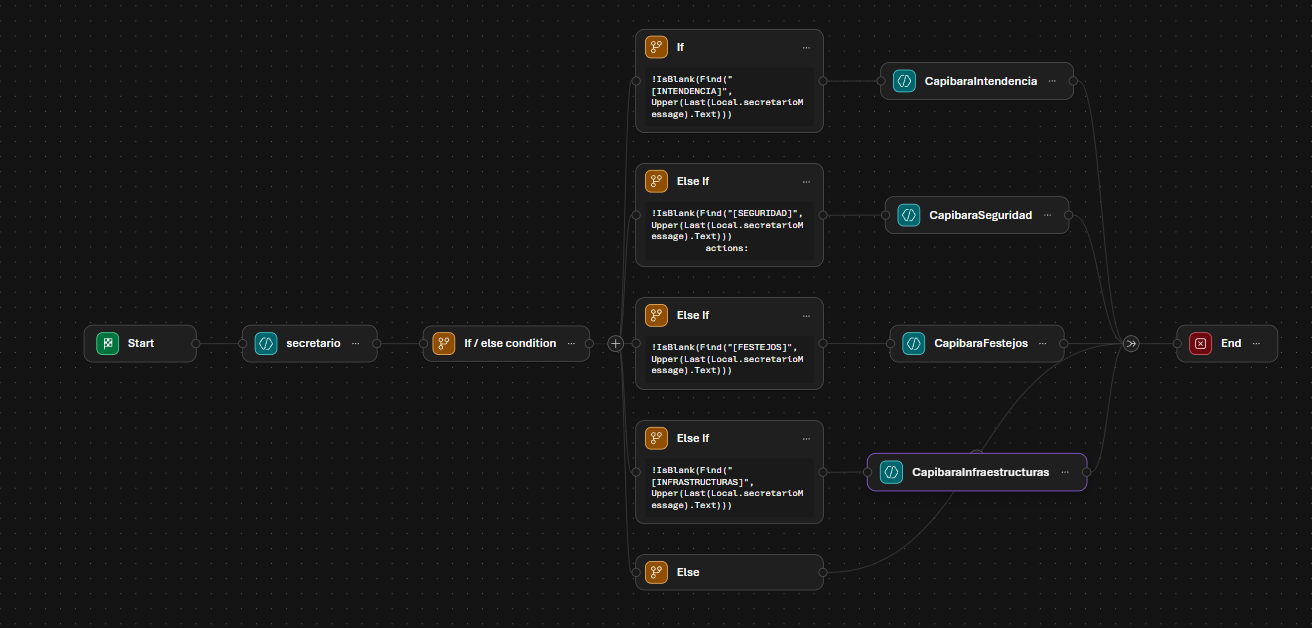 If
!IsBlank(Find("
[INTENDENCIA]",
Upper(Last(Local.secretarioM
essage).Text)))
CapibaraIntendencia
Else If
!IsBlank(Find("[SEGURIDAD]",
Upper(Last(Local.secretarioM
essage).Text)))
actions:
CapibaraSeguridad
Start
secretario
If / else condition
Else If
!IsBlank(Find("[FESTEJOS]",
Upper(Last(Local.secretarioM
essage).Text)))
CapibaraFestejos
End
Else If
!IsBlank(Find("
[INFRASTRUCTURAS]",
Upper(Last(Local.secretarioM
essage).Text)))
CapibaraInfraestructuras
Else